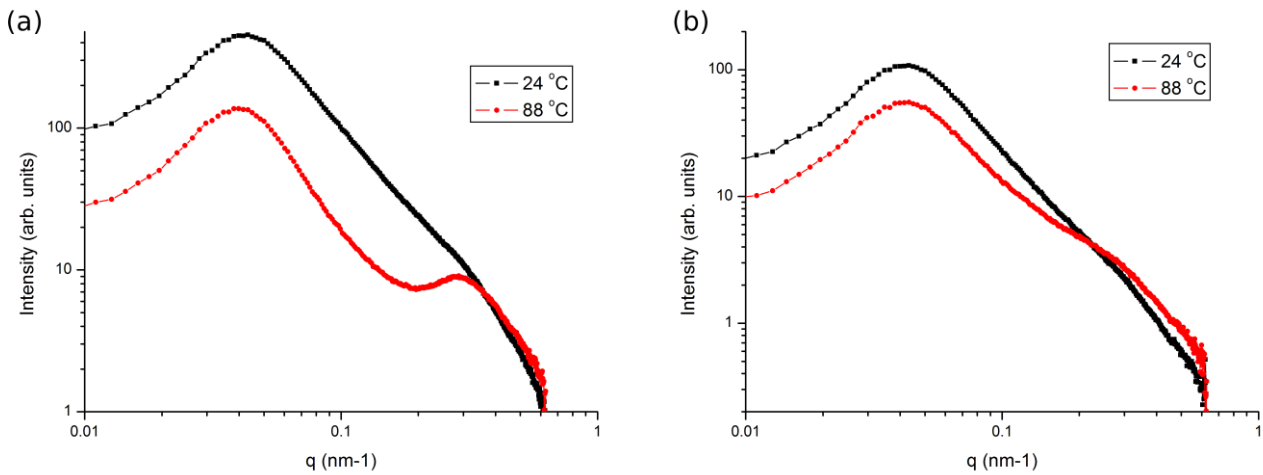 (a)
24 °C
88 °C
Intensity (arb. units)
100
10
1
0.01
0.1
1
q (nm-1)
(b)
24 °C
88 °C
Intensity (arb. units)
100
10
1
0.01
0.1
1
q (nm-1)